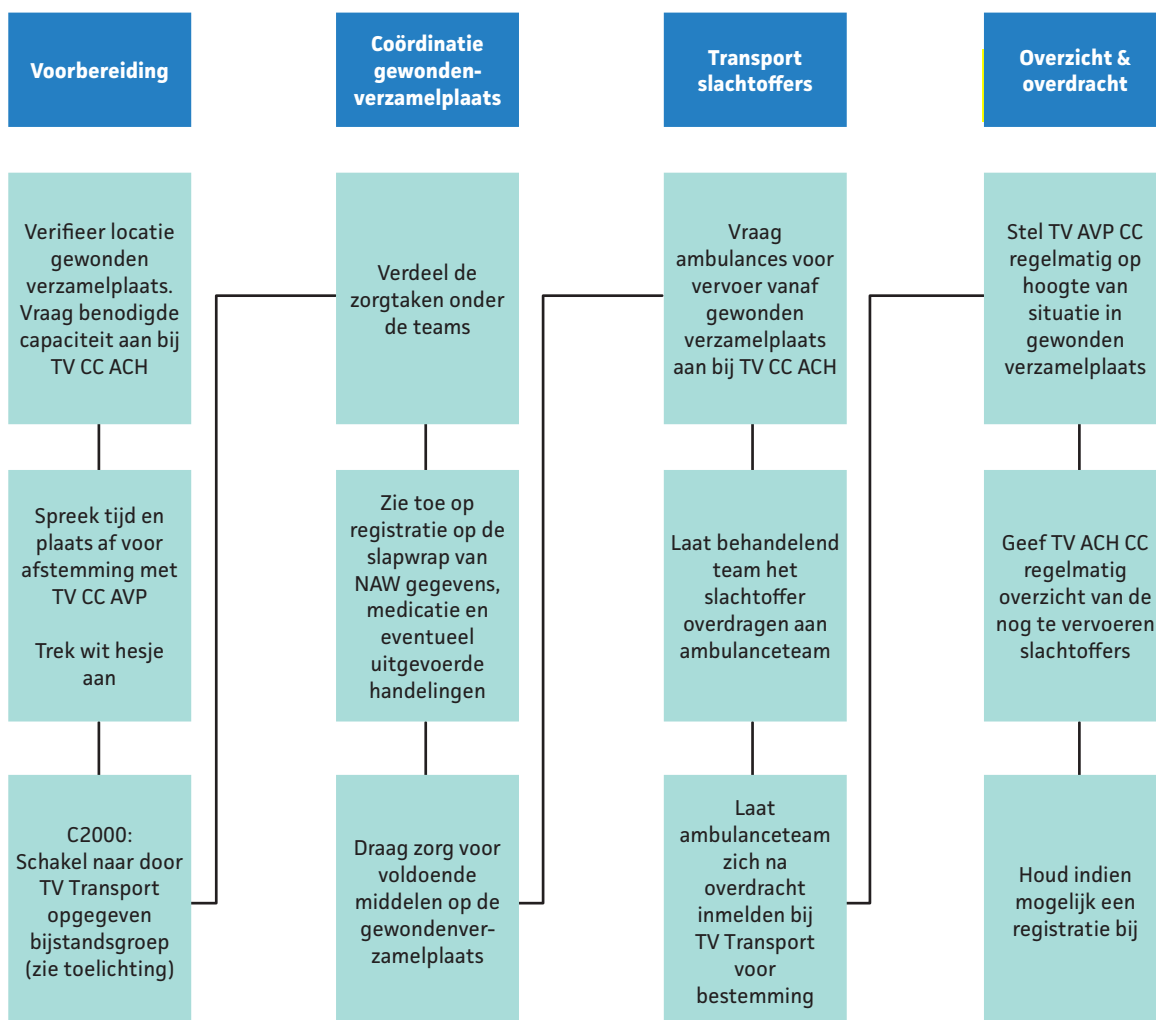 Voorbereiding
Verifieer locatie
gewonden
verzamelplaats.
Vraag benodigde
capaciteit aan bij
TV CC ACH
Spreek tijd en
plaats af voor
afstemming met
TV CC AVP
Trek wit hesje
aan
C2000:
Schakel naar door
TV Transport
opgegeven
bijstandsgroep
(zie toelichting)
Coördinatie
gewonden-
verzamelplaats
Verdeel de
zorgtaken onder
de teams
Zie toe op
registratie op de
slapwrap van
NAW gegevens,
medicatie en
eventueel
uitgevoerde
handelingen
Draag zorg voor
voldoende
middelen op de
gewondenver-
zamelplaats
Transport
slachtoffers
Vraag
ambulances voor
vervoer vanaf
gewonden
verzamelplaats
aan bij TV CC ACH
Laat behandelend
team het
slachtoffer
overdragen aan
ambulanceteam
Laat
ambulanceteam
zich na
overdracht
inmelden bij
TV Transport
voor
bestemming
Overzicht &
overdracht
Stel TV AVP CC
regelmatig op
hoogte van
situatie in
gewonden
verzamelplaats
Geef TV ACH CC
regelmatig
overzicht van de
nog te vervoeren
slachtoffers
Houd indien
mogelijk een
registratie bij